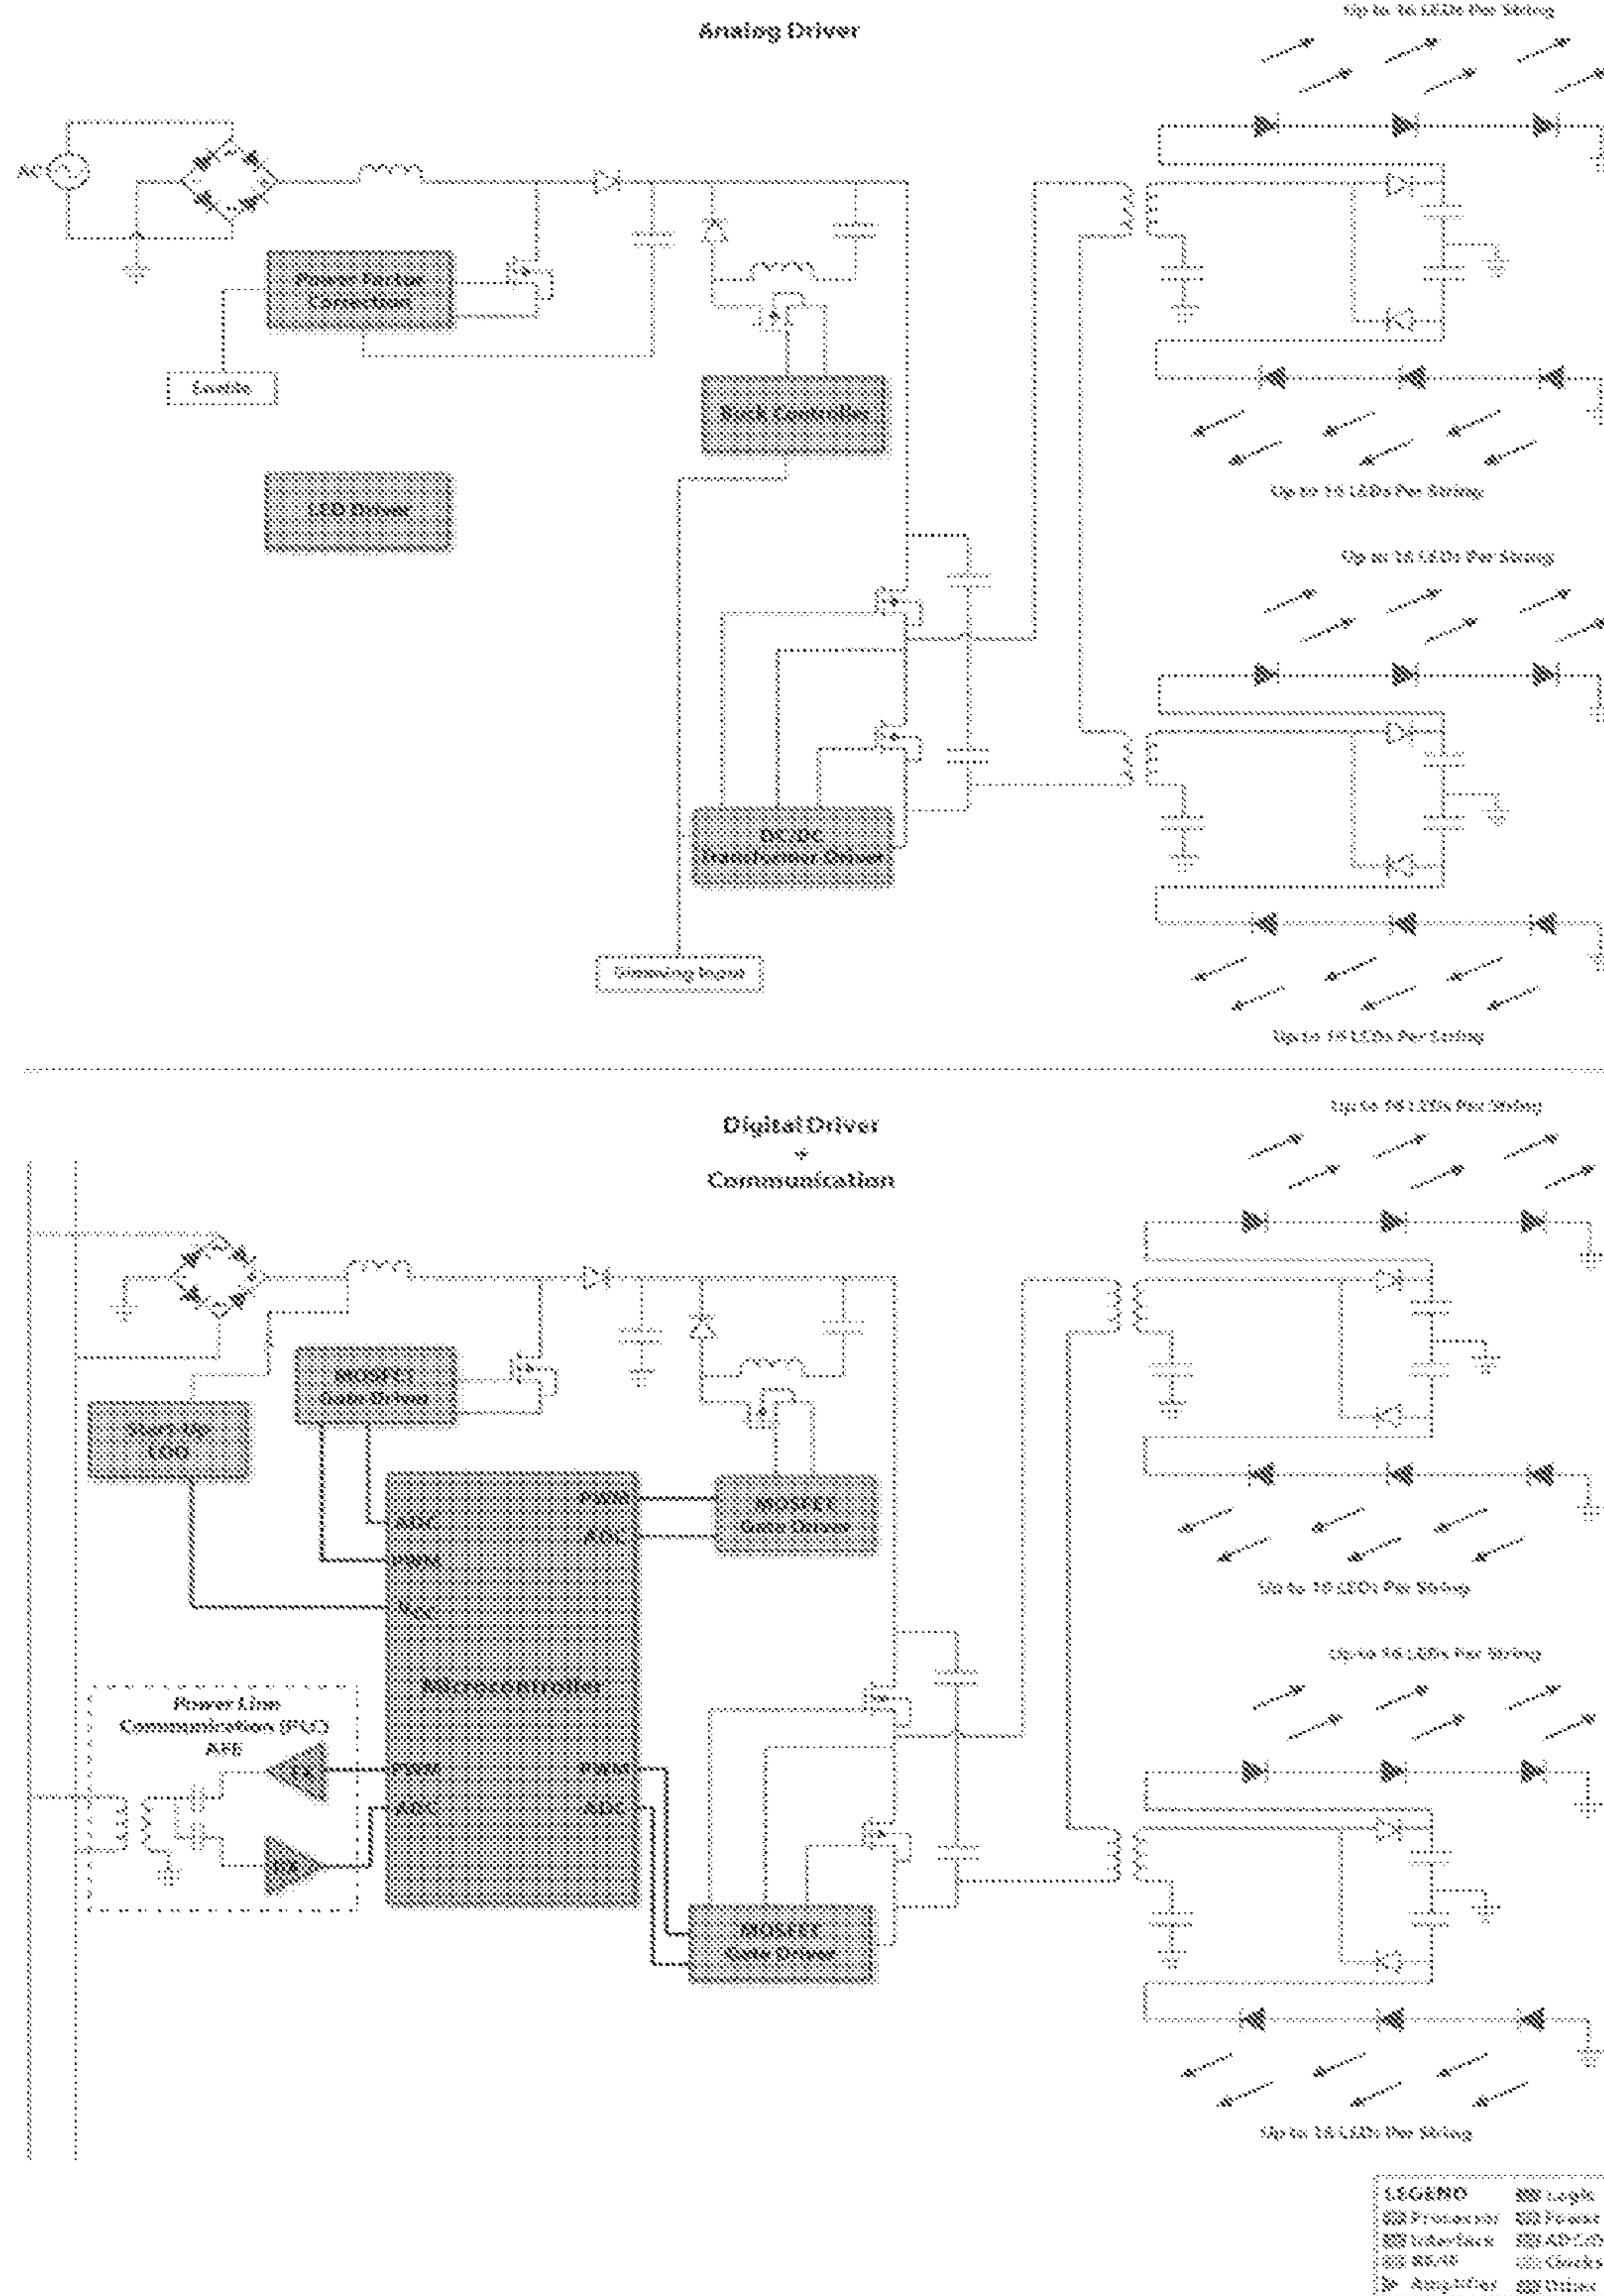 Analog Driver
Up to 16 LEDs Per String
AC
Power Factor
Correction
Enable
Buck Controller
Up to 16 LEDs Per String
LED Driver
Up to 16 LEDs Per String
DC/DC
Transformer Driver
Dimming Input
Up to 16 LEDs Per String
Digital Driver
+
Communication
Up to 16 LEDs Per String
MOSFET
Gate Driver
Start-Up
LDO
PWM
ADC
MOSFET
Gate Driver
ADC
PWM
VCC
Up to 16 LEDs Per String
Microcontroller
Up to 16 LEDs Per String
Power Line
Communication (PLC)
AFE
TX
PWM
PWM
ADC
ADC
RX
MOSFET
Gate Driver
Up to 16 LEDs Per String
LEGEND
Logic
Processor
Power
Interface
ADC/D
RF/IF
Clocks
Amplifier
Other